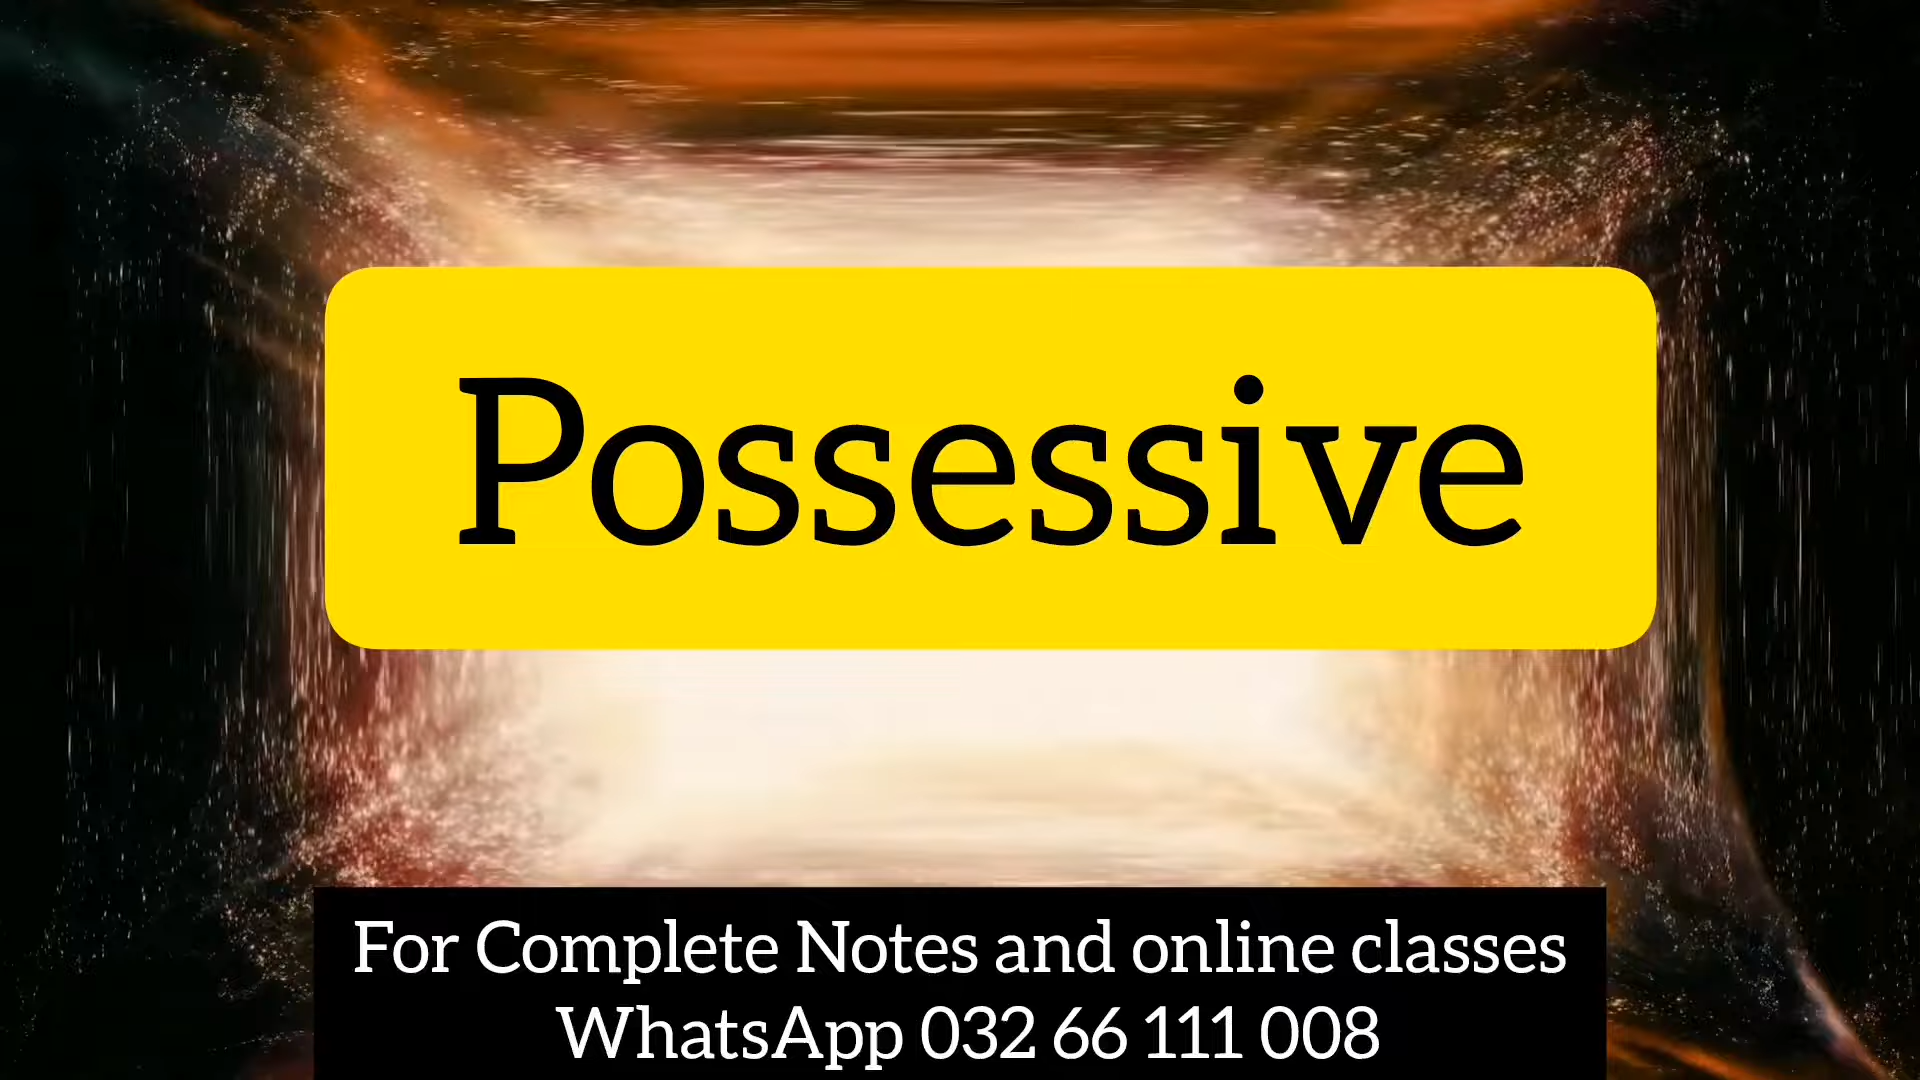 Possessive
For Complete Notes and online classes
WhatsApp 032 66 111 008